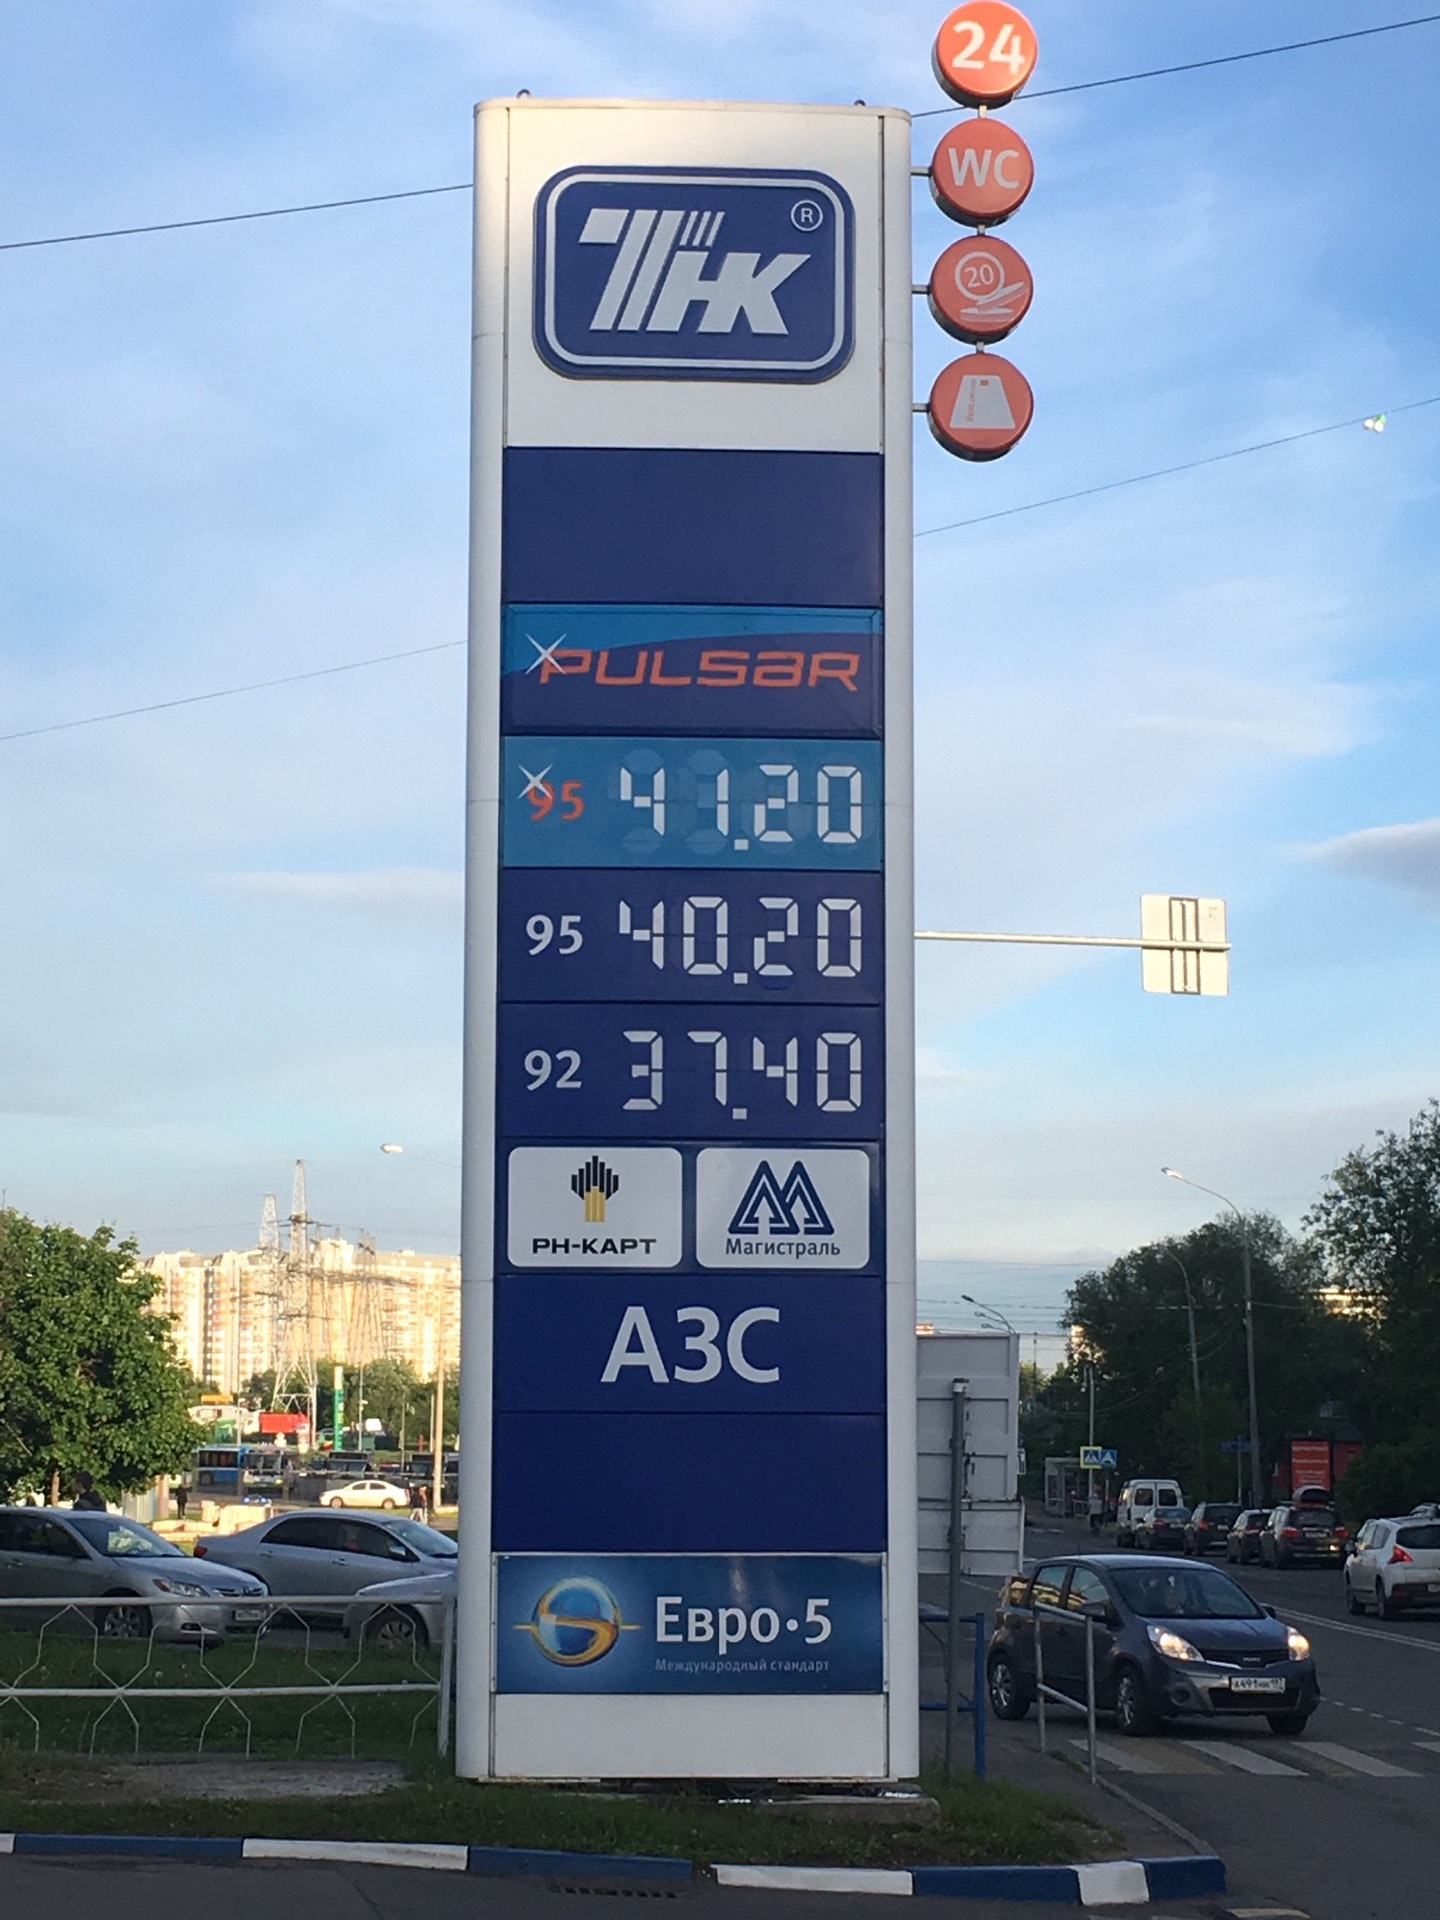 24
WC
20
ТНК ®
PULSAR
95 41.20
95 40.20
92 37.40
РН-КАРТ
Магистраль
АЗС
Евро•5
Международный стандарт